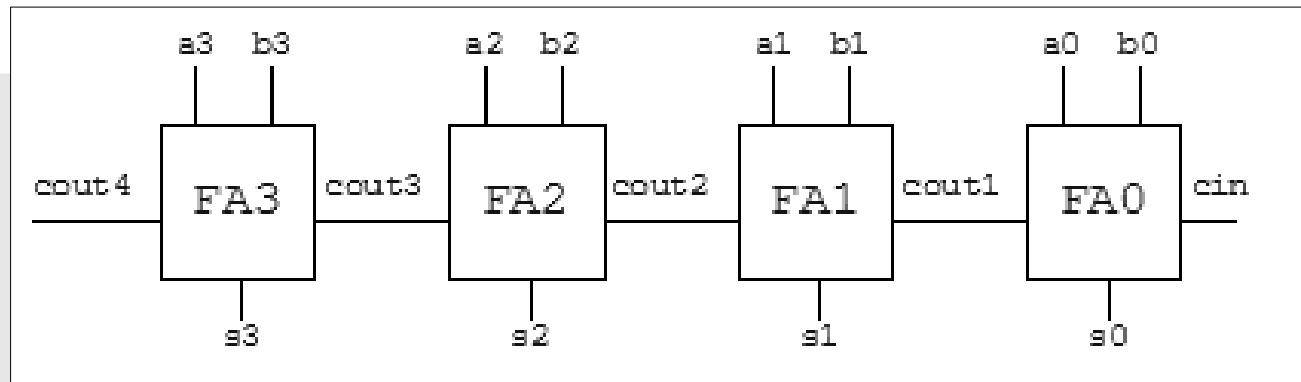 a3 b3 a2 b2 a1 b1 a0 b0
cout4 FA3 cout3 FA2 cout2 FA1 cout1 FA0 cin
s3 s2 s1 s0